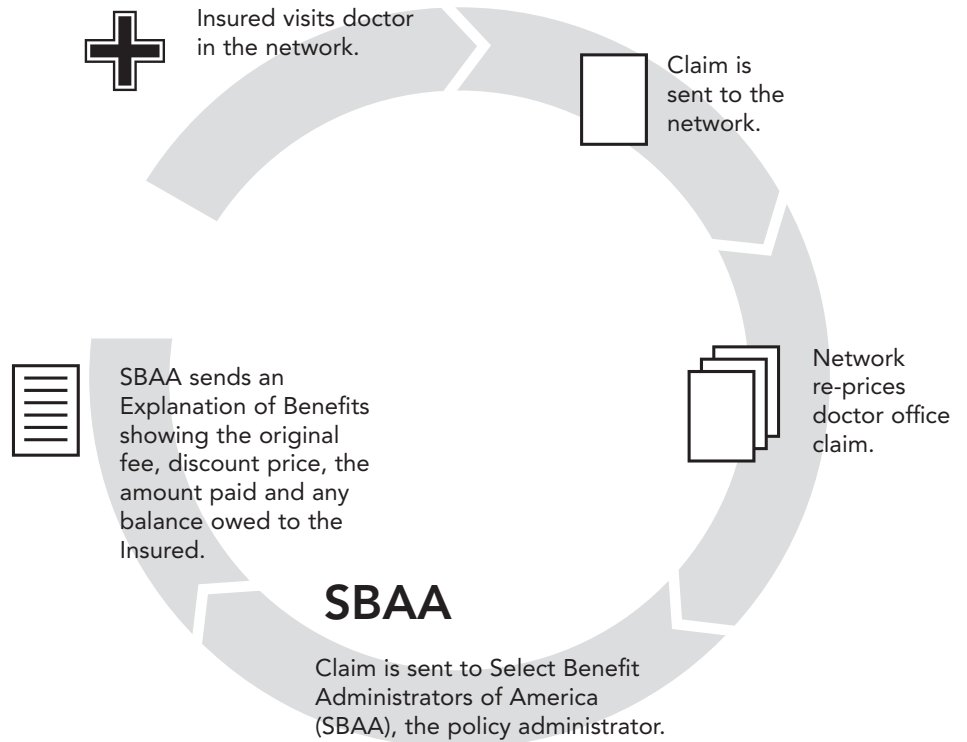 Insured visits doctor
in the network.
Claim is
sent to the
network.
Network
re-prices
doctor office
claim.
SBAA
Claim is sent to Select Benefit
Administrators of America
(SBAA), the policy administrator.
SBAA sends an
Explanation of Benefits
showing the original
fee, discount price, the
amount paid and any
balance owed to the
Insured.